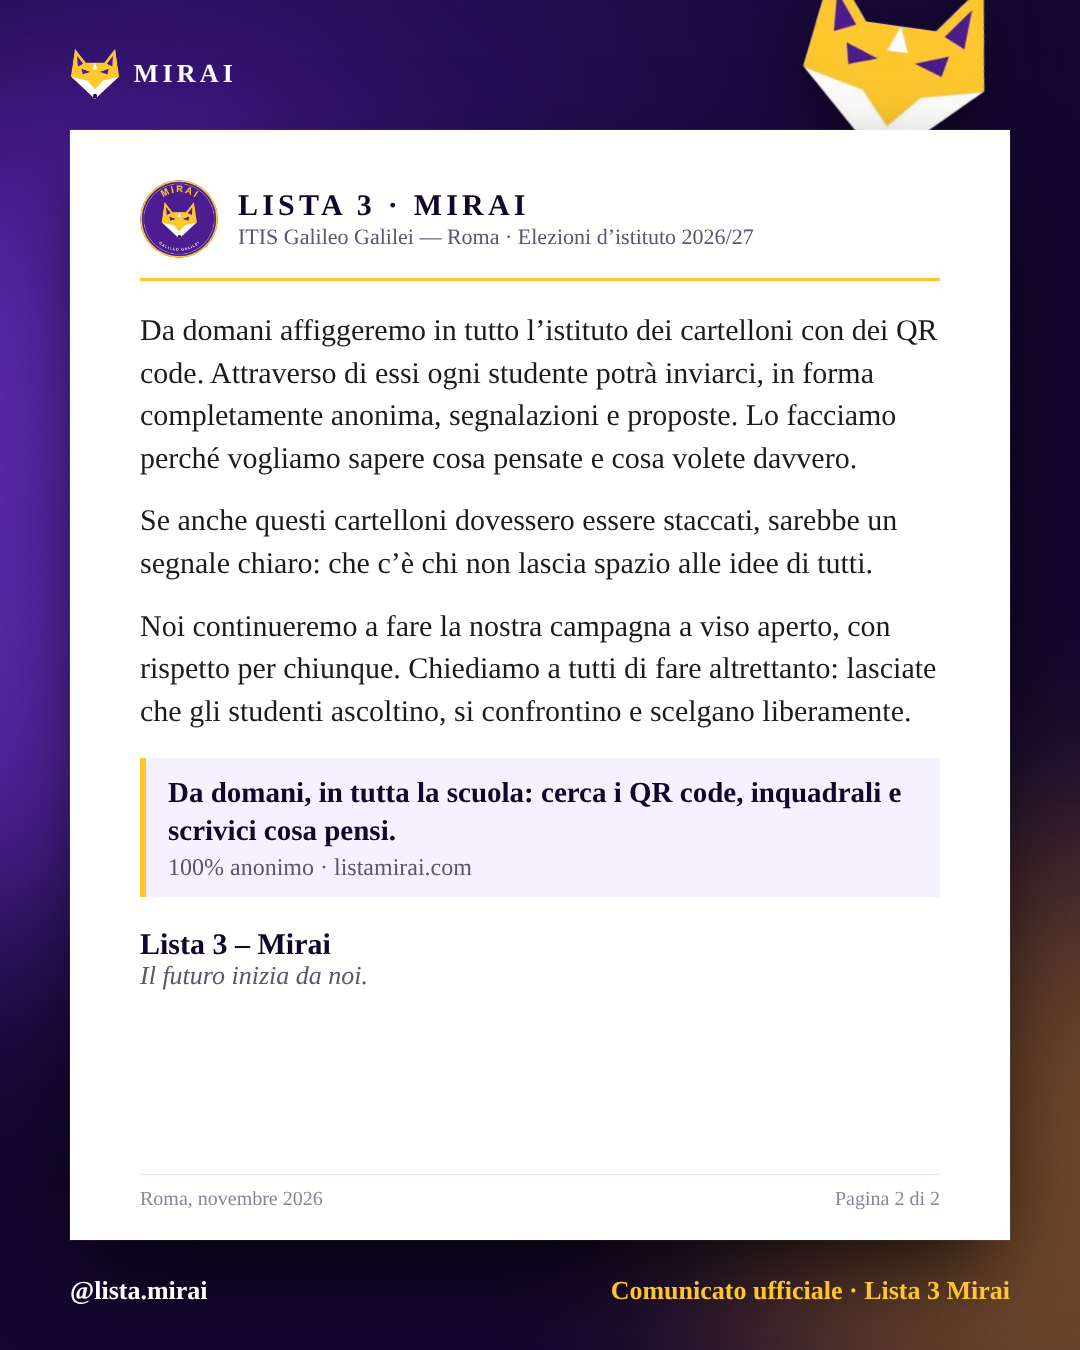 MIRAI
MIRAI
GALILEO GALILEI
LISTA 3 · MIRAI
ITIS Galileo Galilei — Roma · Elezioni d’istituto 2026/27
Da domani affiggeremo in tutto l’istituto dei cartelloni con dei QR
code. Attraverso di essi ogni studente potrà inviarci, in forma
completamente anonima, segnalazioni e proposte. Lo facciamo
perché vogliamo sapere cosa pensate e cosa volete davvero.
Se anche questi cartelloni dovessero essere staccati, sarebbe un
segnale chiaro: che c’è chi non lascia spazio alle idee di tutti.
Noi continueremo a fare la nostra campagna a viso aperto, con
rispetto per chiunque. Chiediamo a tutti di fare altrettanto: lasciate
che gli studenti ascoltino, si confrontino e scelgano liberamente.
Da domani, in tutta la scuola: cerca i QR code, inquadrali e
scrivici cosa pensi.
100% anonimo · listamirai.com
Lista 3 – Mirai
Il futuro inizia da noi.
Roma, novembre 2026
Pagina 2 di 2
@lista.mirai
Comunicato ufficiale · Lista 3 Mirai